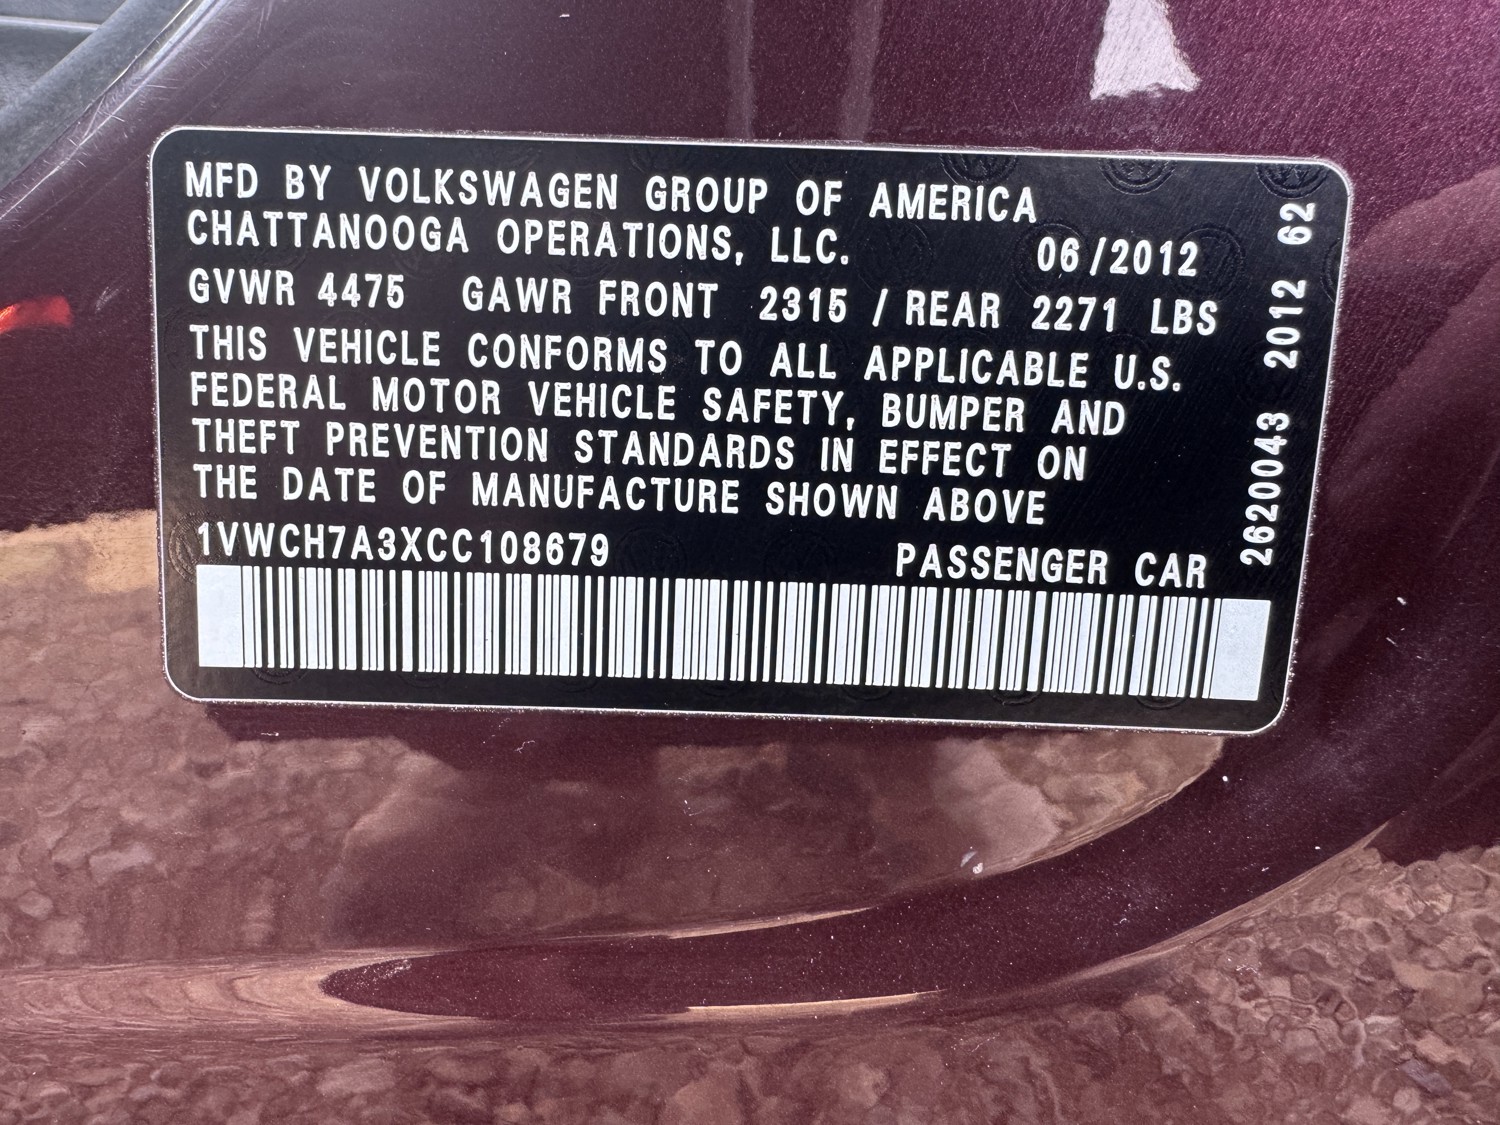 MFD BY VOLKSWAGEN GROUP OF AMERICA
CHATTANOOGA OPERATIONS, LLC. 06/2012
GVWR 4475 GAWR FRONT 2315 / REAR 2271 LBS
THIS VEHICLE CONFORMS TO ALL APPLICABLE U.S.
FEDERAL MOTOR VEHICLE SAFETY, BUMPER AND
THEFT PREVENTION STANDARDS IN EFFECT ON
THE DATE OF MANUFACTURE SHOWN ABOVE
1VWCH7A3XCC108679 PASSENGER CAR
2620043 2012 62